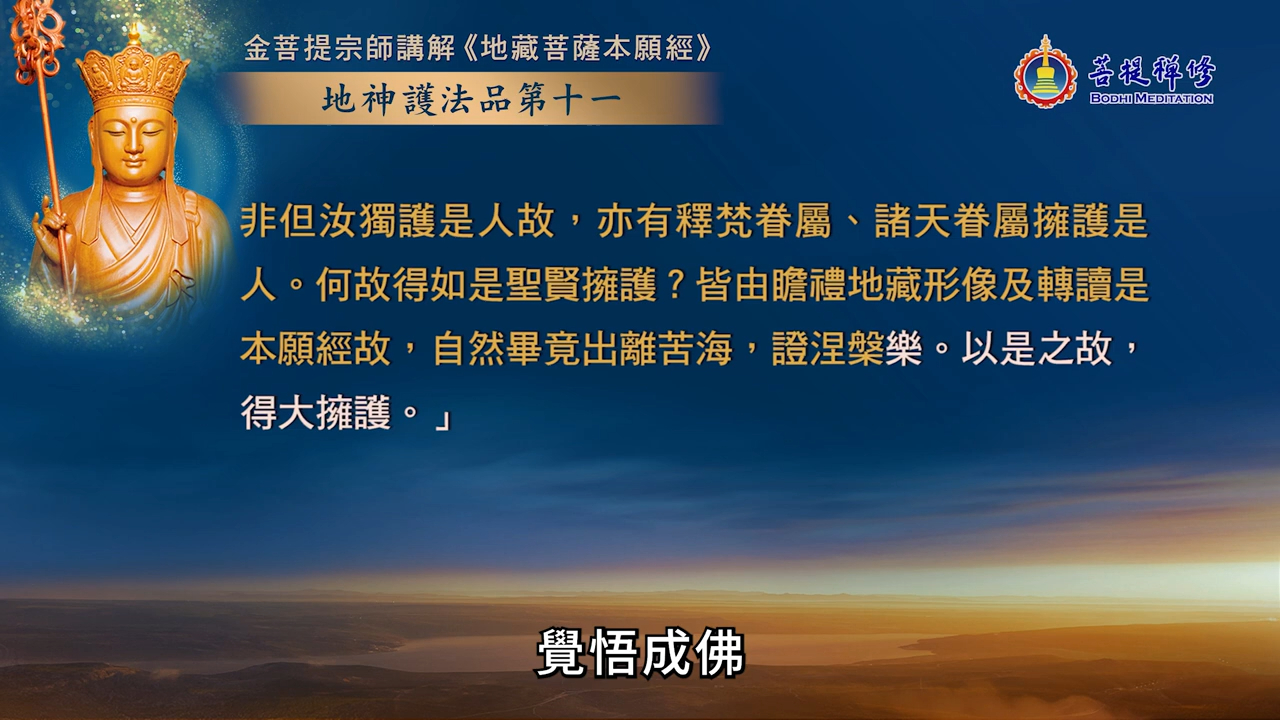 金菩提宗師講解《地藏菩薩本願經》
地神護法品第十一
菩提禪修
BODHI MEDITATION
非但汝獨護是人故，亦有釋梵眷屬、諸天眷屬擁護是
人。何故得如是聖賢擁護？皆由瞻禮地藏形像及轉讀是
本願經故，自然畢竟出離苦海，證涅槃樂。以是之故，
得大擁護。」
覺悟成佛